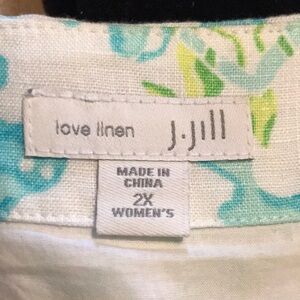 love linen J.Jill
MADE IN
CHINA
2X
WOMEN'S